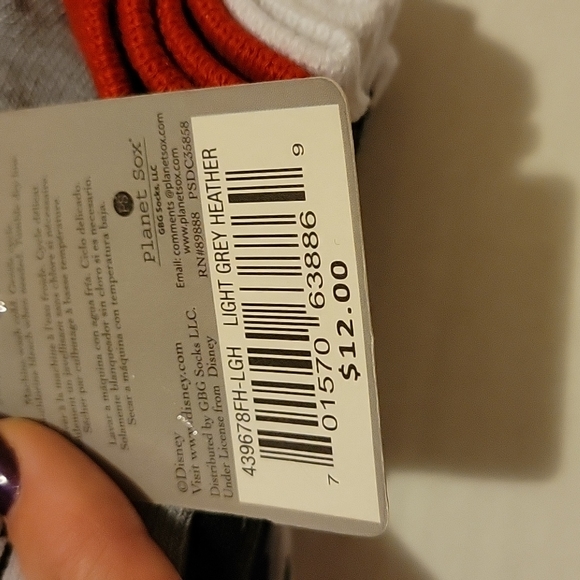 Lavar a máquina con agua fría. Ciclo delicado.
Solamente blanqueador sin cloro si es necesario.
Secar a máquina con temperatura baja.
PS
Planet Sox
GBG Socks, LLC
Email: comments@planetsox.com
www.planetsox.com
RN#89888 PSDC35858
©Disney
Visit www.disney.com
Distributed by GBG Socks LLC.
Under License from Disney
439678FH-LGH LIGHT GREY HEATHER
7 01570 63886 9
$12.00